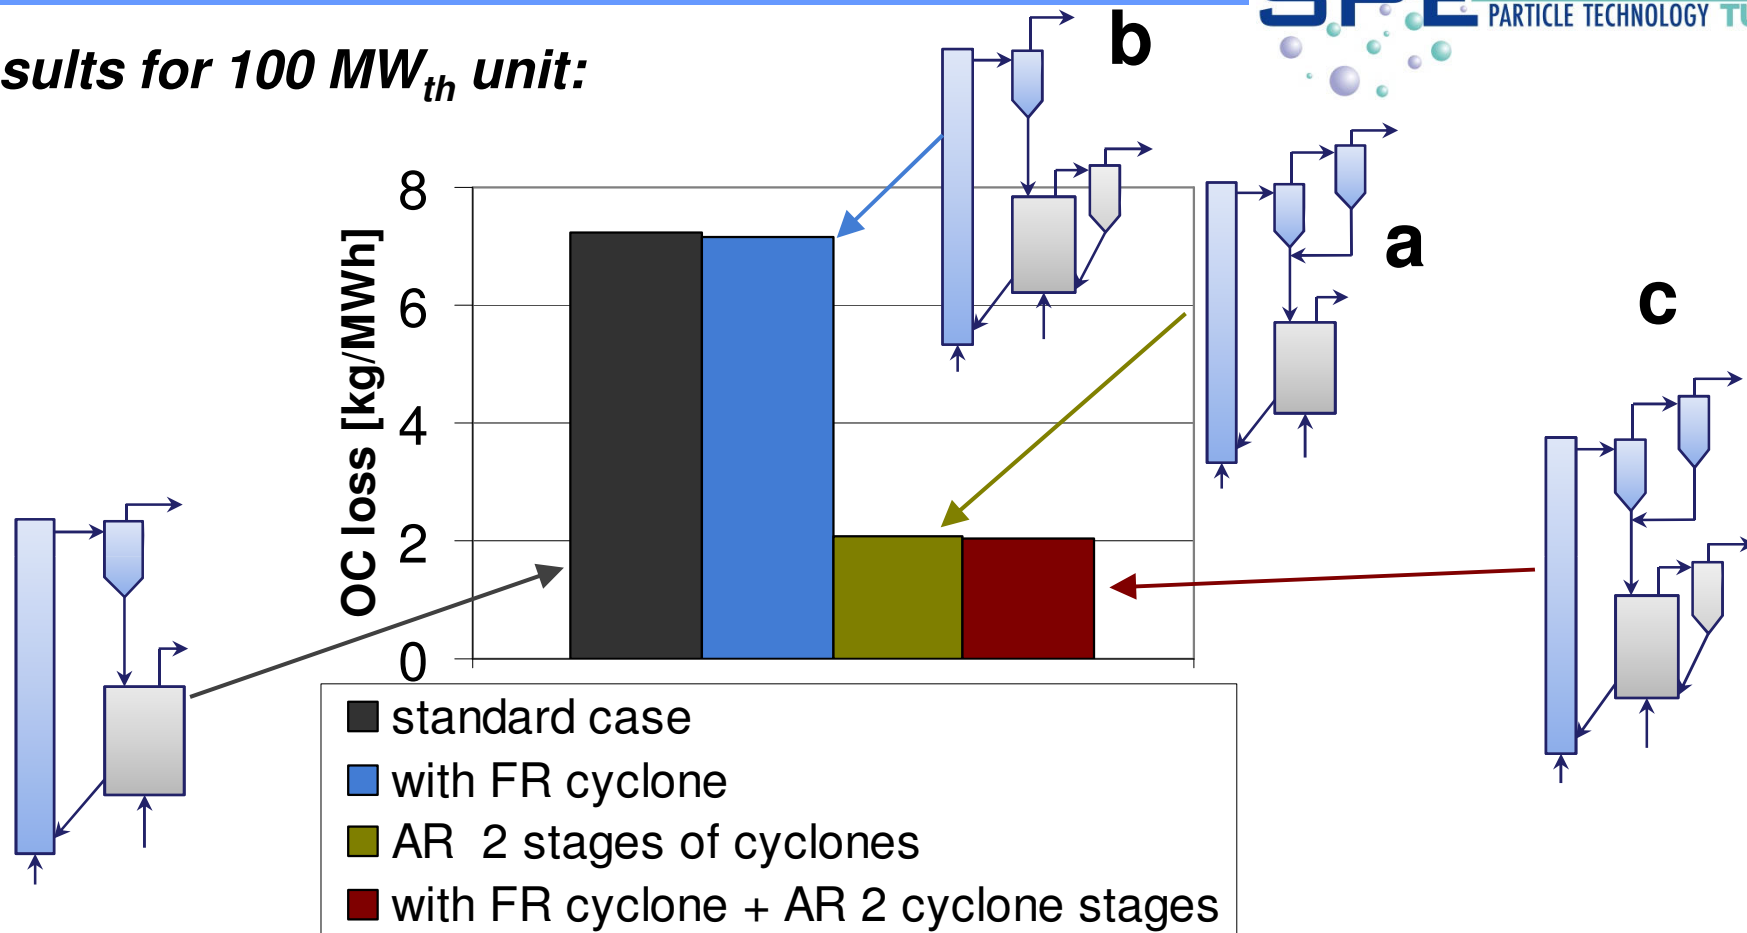 PARTICLE TECHNOLOGY
sults for 100 MWth unit:
b
a
c
OC loss [kg/MWh]
8
6
4
2
0
standard case
with FR cyclone
AR 2 stages of cyclones
with FR cyclone + AR 2 cyclone stages